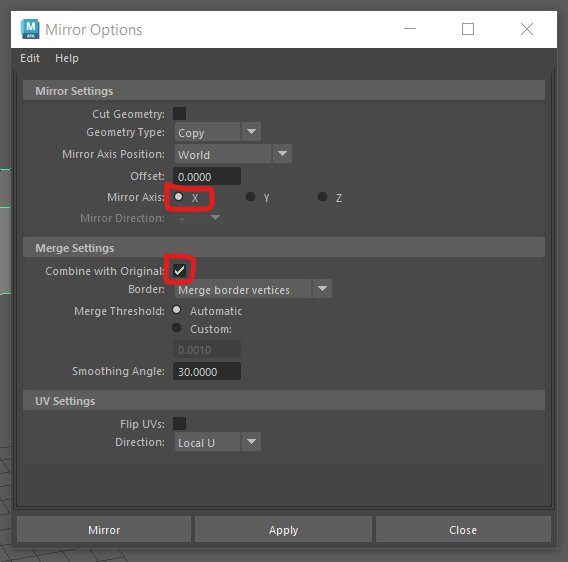 M
AYA
Mirror Options
Edit Help
Mirror Settings
Cut Geometry:
Geometry Type: Copy
Mirror Axis Position: World
Offset: 0.0000
Mirror Axis: X Y Z
Mirror Direction: +
Merge Settings
Combine with Original:
Border: Merge border vertices
Merge Threshold: Automatic
Custom:
0.0010
Smoothing Angle: 30.0000
UV Settings
Flip UVs:
Direction: Local U
Mirror Apply Close